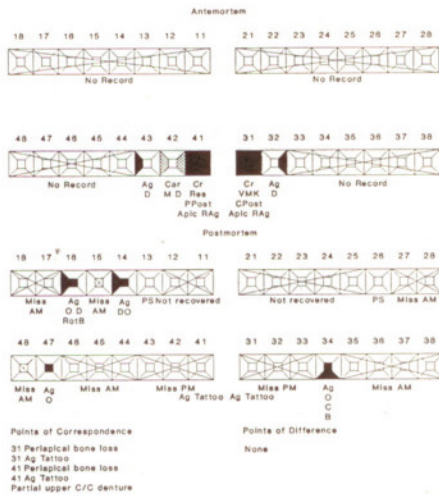 Antemortem
18 17 16 15 14 13 12 11 21 22 23 24 25 26 27 28
No Record No Record
48 47 46 45 44 43 42 41 31 32 33 34 35 36 37 38
No Record Ag Car Cr Cr Ag No Record
D M D Res VMK D
PPost CPost
Apic RAg Apic RAg
Postmortem
18 17 16 15 14 13 12 11 21 22 23 24 25 26 27 28
Miss Ag Miss Ag PS Not recovered Not recovered PS Miss AM
AM O D AM DO
RotB
48 47 46 45 44 43 42 41 31 32 33 34 35 36 37 38
Miss Ag Miss AM Miss PM Miss PM Ag Miss AM
AM O Ag Tattoo Ag Tattoo O
C
B
Points of Correspondence Points of Difference
31 Periapical bone loss None
31 Ag Tattoo
41 Periapical bone loss
41 Ag Tattoo
Partial upper C/C denture